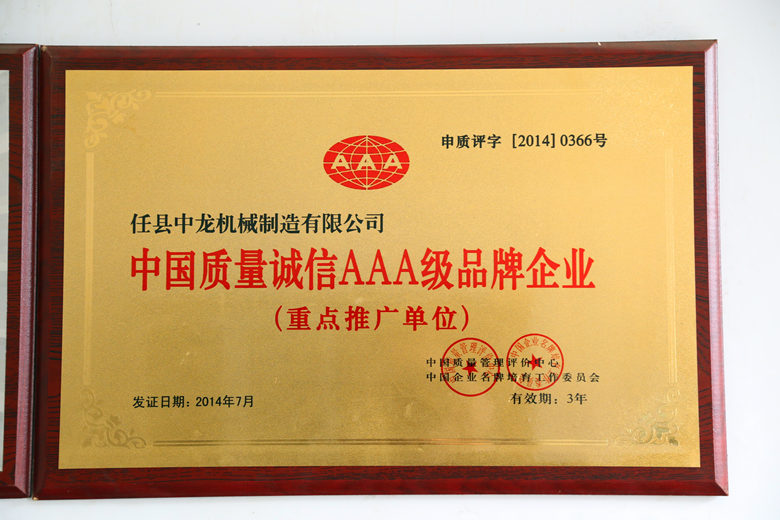 AAA
申质评字 [2014] 0366号
任县中龙机械制造有限公司
中国质量诚信AAA级品牌企业
(重点推广单位)
中国质量管理评价中心
中国企业名牌培育工作委员会
发证日期: 2014年7月
有效期: 3年